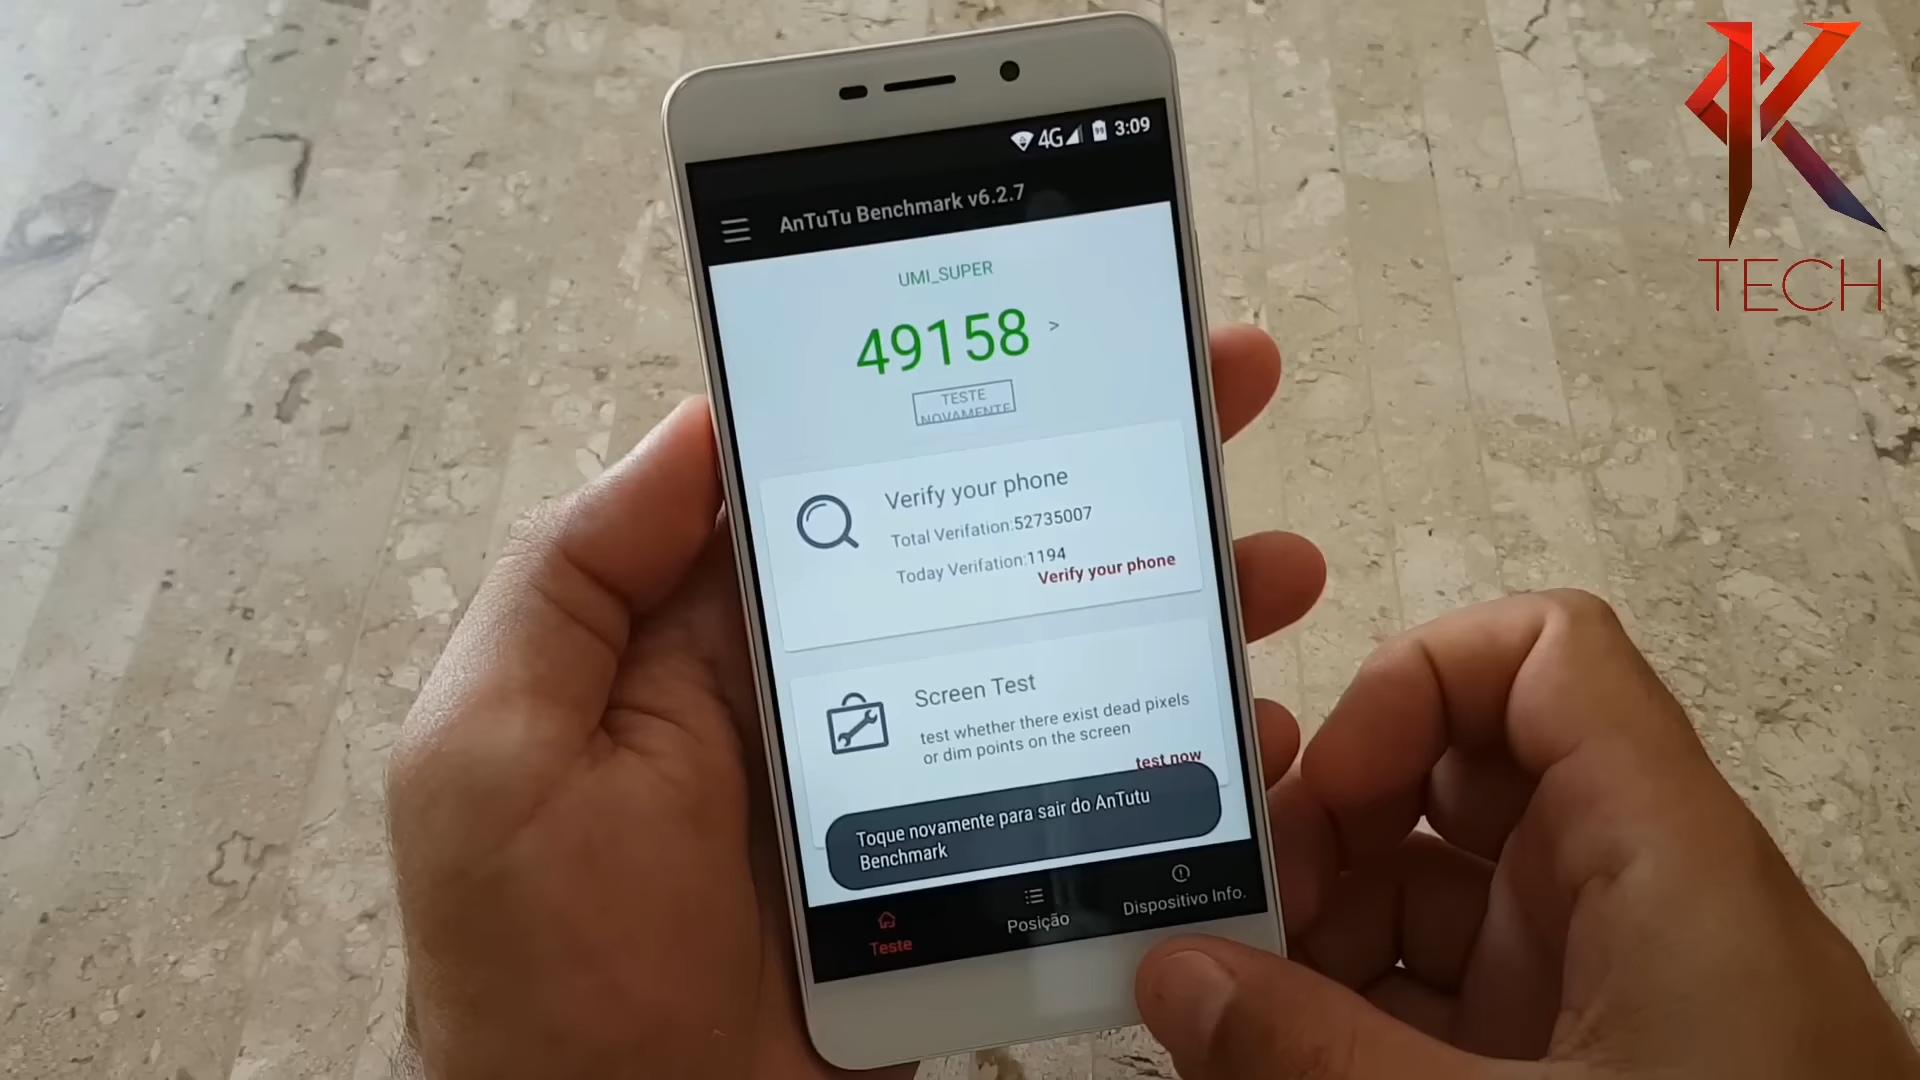 4G 99 3:09
AnTuTu Benchmark v6.2.7
UMI_SUPER
49158 >
TESTE
NOVAMENTE
Verify your phone
Total Verifation:52735007
Today Verifation:1194
Verify your phone
Screen Test
test whether there exist dead pixels
or dim points on the screen
test now
Toque novamente para sair do AnTutu
Benchmark
Teste
Posição
Dispositivo Info.
K
TECH